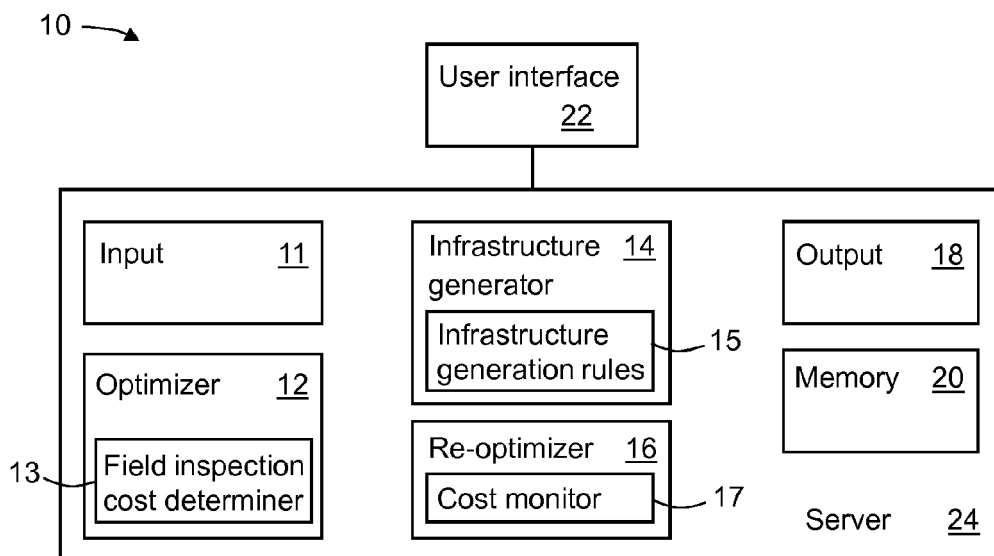 10
User interface
22
Input 11
Infrastructure 14
generator
Infrastructure
generation rules
15
Output 18
Optimizer 12
13
Field inspection
cost determiner
Re-optimizer 16
Cost monitor
17
Memory 20
Server 24